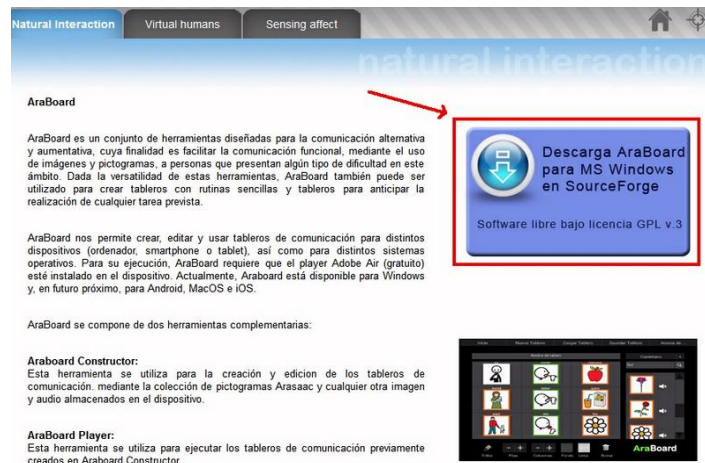 Natural Interaction
Virtual humans
Sensing affect
natural interaction
AraBoard
AraBoard es un conjunto de herramientas diseñadas para la comunicación alternativa
y aumentativa, cuya finalidad es facilitar la comunicación funcional, mediante el uso
de imágenes y pictogramas, a personas que presentan algún tipo de dificultad en este
ámbito. Dada la versatilidad de estas herramientas, AraBoard también puede ser
utilizado para crear tableros con rutinas sencillas y tableros para anticipar la
realización de cualquier tarea prevista.
AraBoard nos permite crear, editar y usar tableros de comunicación para distintos
dispositivos (ordenador, smartphone o tablet), así como para distintos sistemas
operativos. Para su ejecución, AraBoard requiere que el player Adobe Air (gratuito)
esté instalado en el dispositivo. Actualmente, Araboard está disponible para Windows
y, en futuro próximo, para Android, MacOS e iOS.
AraBoard se compone de dos herramientas complementarias:
Araboard Constructor:
Esta herramienta se utiliza para la creación y edicion de los tableros de
comunicación. mediante la colección de pictogramas Arasaac y cualquier otra imagen
y audio almacenados en el dispositivo.
AraBoard Player:
Esta herramienta se utiliza para ejecutar los tableros de comunicación previamente
creados en Araboard Constructor
Descarga AraBoard
para MS Windows
en SourceForge
Software libre bajo licencia GPL v.3
AraBoard